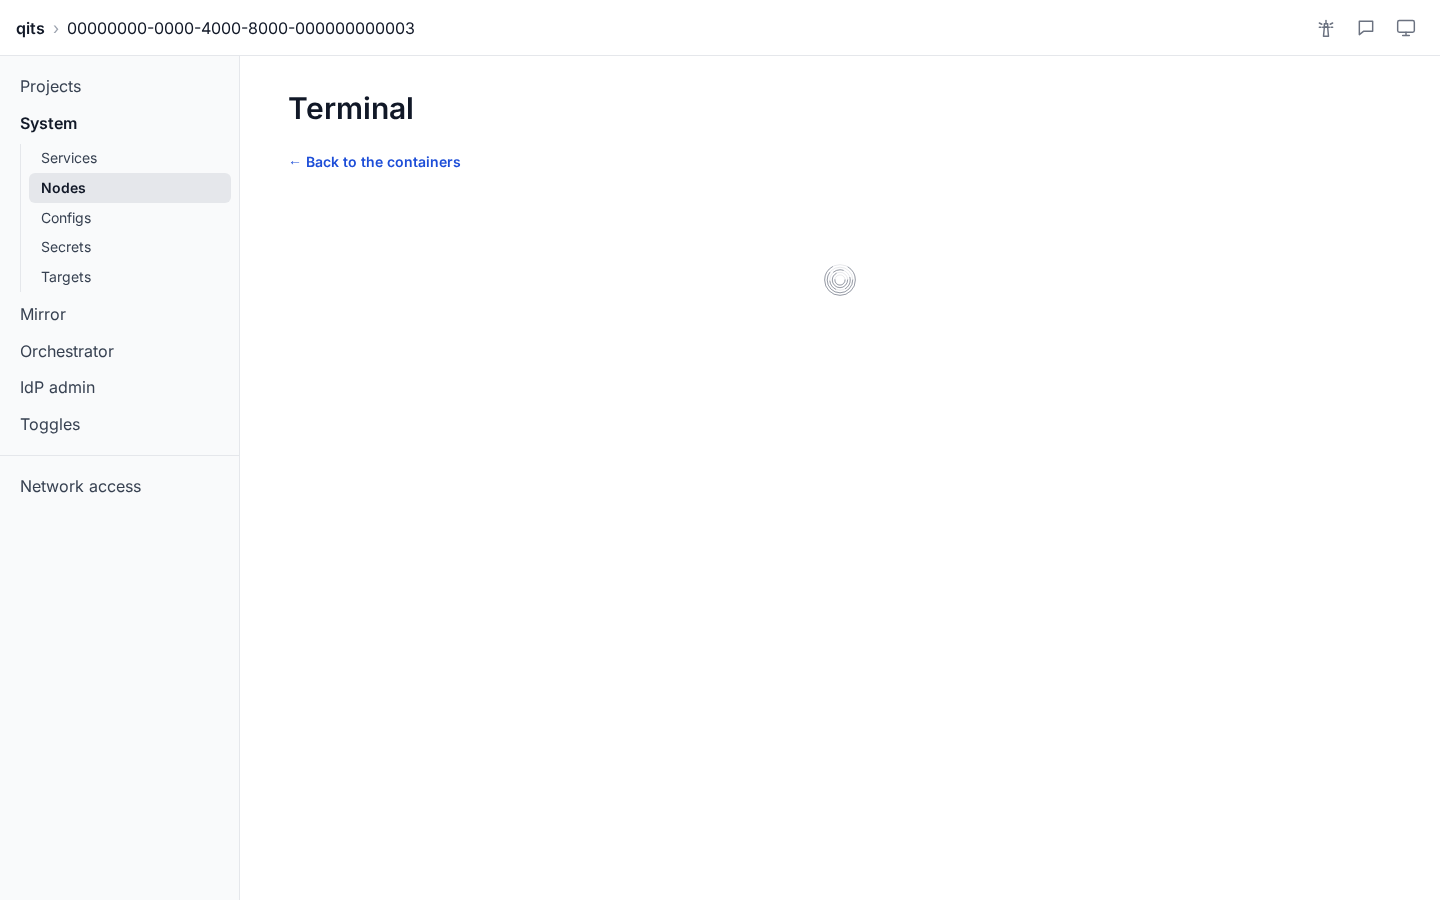 qits › 00000000-0000-4000-8000-000000000003
Projects
System
Services
Nodes
Configs
Secrets
Targets
Mirror
Orchestrator
IdP admin
Toggles
Network access
Terminal
← Back to the containers